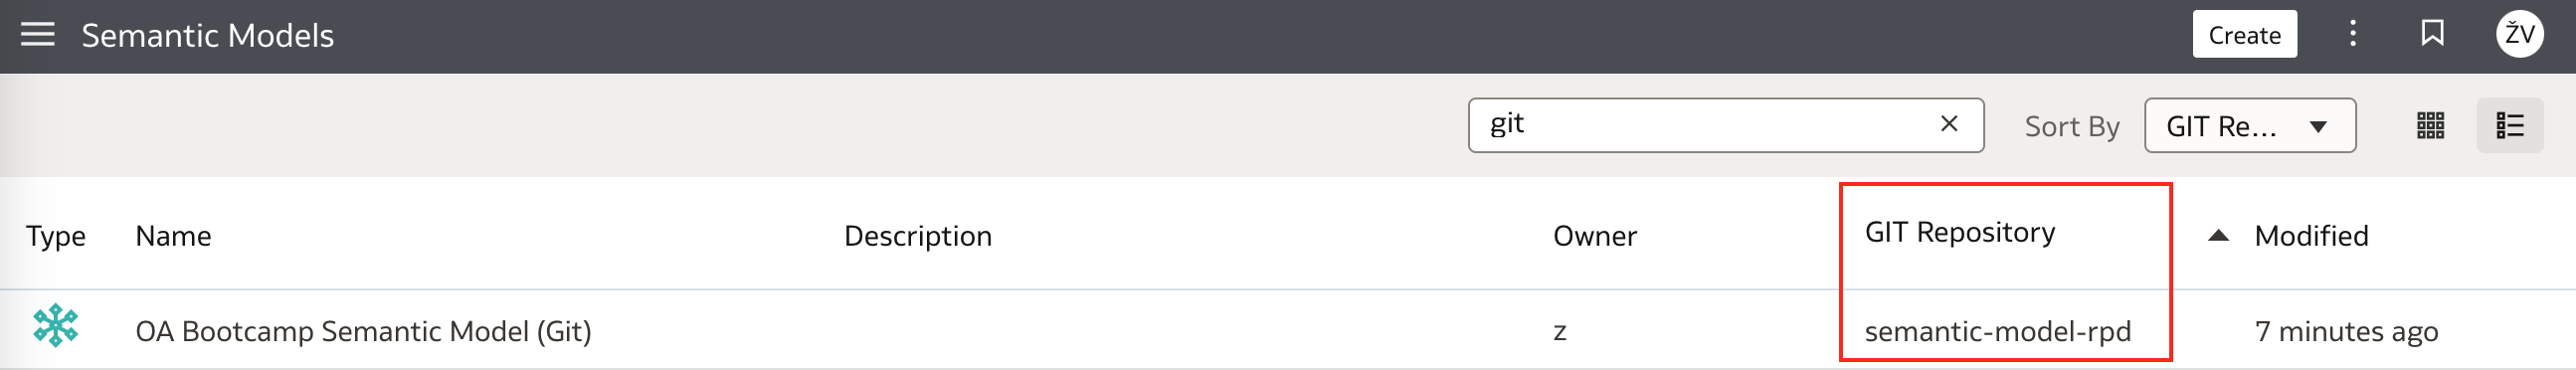 Semantic Models
Create
ŽV
git
Sort By
GIT Re...
Type
Name
Description
Owner
GIT Repository
Modified
OA Bootcamp Semantic Model (Git)
z
semantic-model-rpd
7 minutes ago